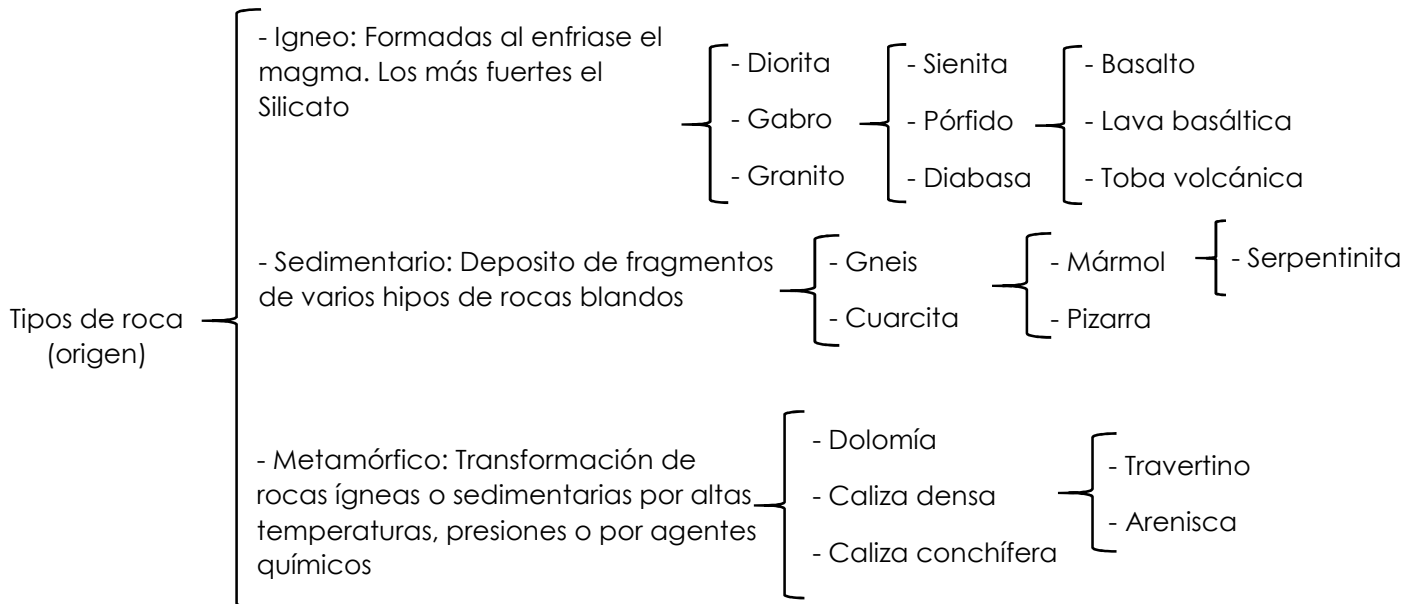 Tipos de roca
(origen)
- Igneo: Formadas al enfriase el
magma. Los más fuertes el
Silicato
- Diorita
- Gabro
- Granito
- Sienita
- Pórfido
- Diabasa
- Basalto
- Lava basáltica
- Toba volcánica
- Sedimentario: Deposito de fragmentos
de varios hipos de rocas blandos
- Gneis
- Cuarcita
- Mármol
- Pizarra
- Serpentinita
- Metamórfico: Transformación de
rocas ígneas o sedimentarias por altas
temperaturas, presiones o por agentes
químicos
- Dolomía
- Caliza densa
- Caliza conchífera
- Travertino
- Arenisca